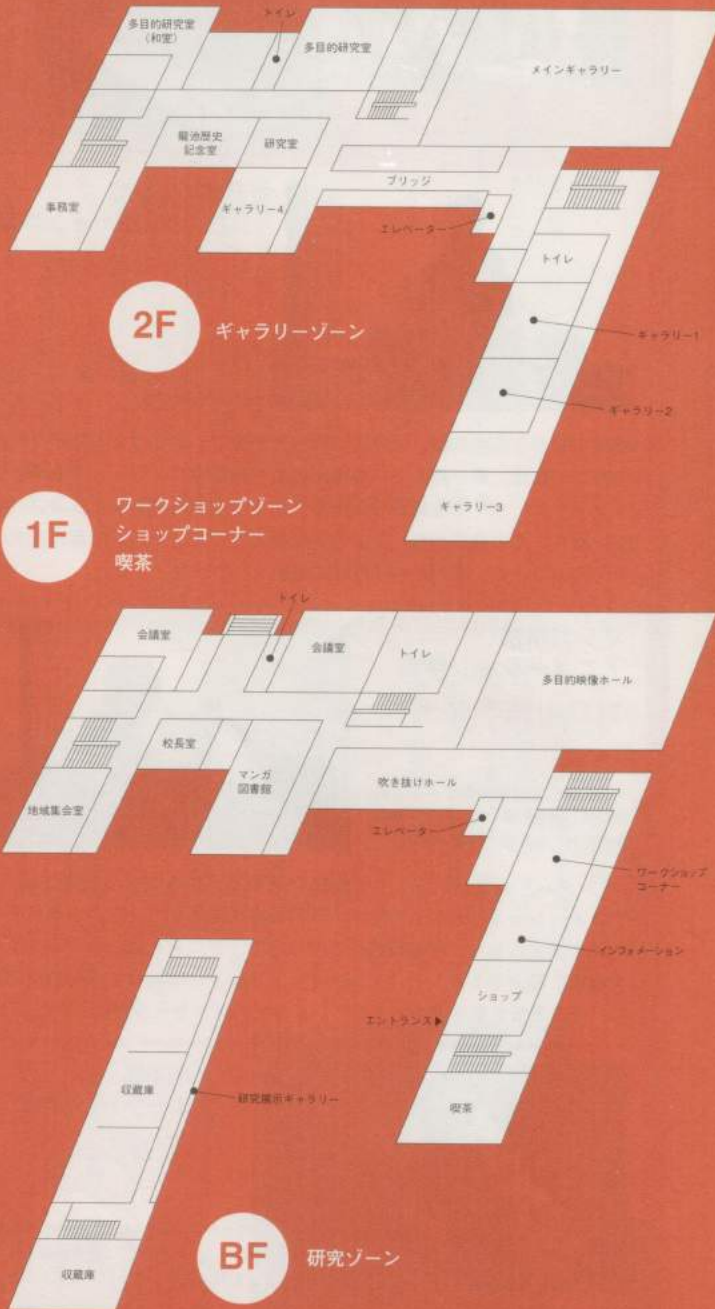 トイレ
多目的研究室
(和室)
多目的研究室
メインギャラリー
龍池歴史
記念室
研究室
事務室
ギャラリー4
ブリッジ
エレベーター
トイレ
2F
ギャラリーゾーン
ギャラリー1
ギャラリー2
ギャラリー3
1F
ワークショップゾーン
ショップコーナー
喫茶
トイレ
会議室
会議室
トイレ
多目的映像ホール
校長室
マンガ
図書館
吹き抜けホール
地域集会室
エレベーター
ワークショップ
コーナー
インフォメーション
ショップ
エントランス▶
喫茶
収蔵庫
研究展示ギャラリー
BF
研究ゾーン
収蔵庫